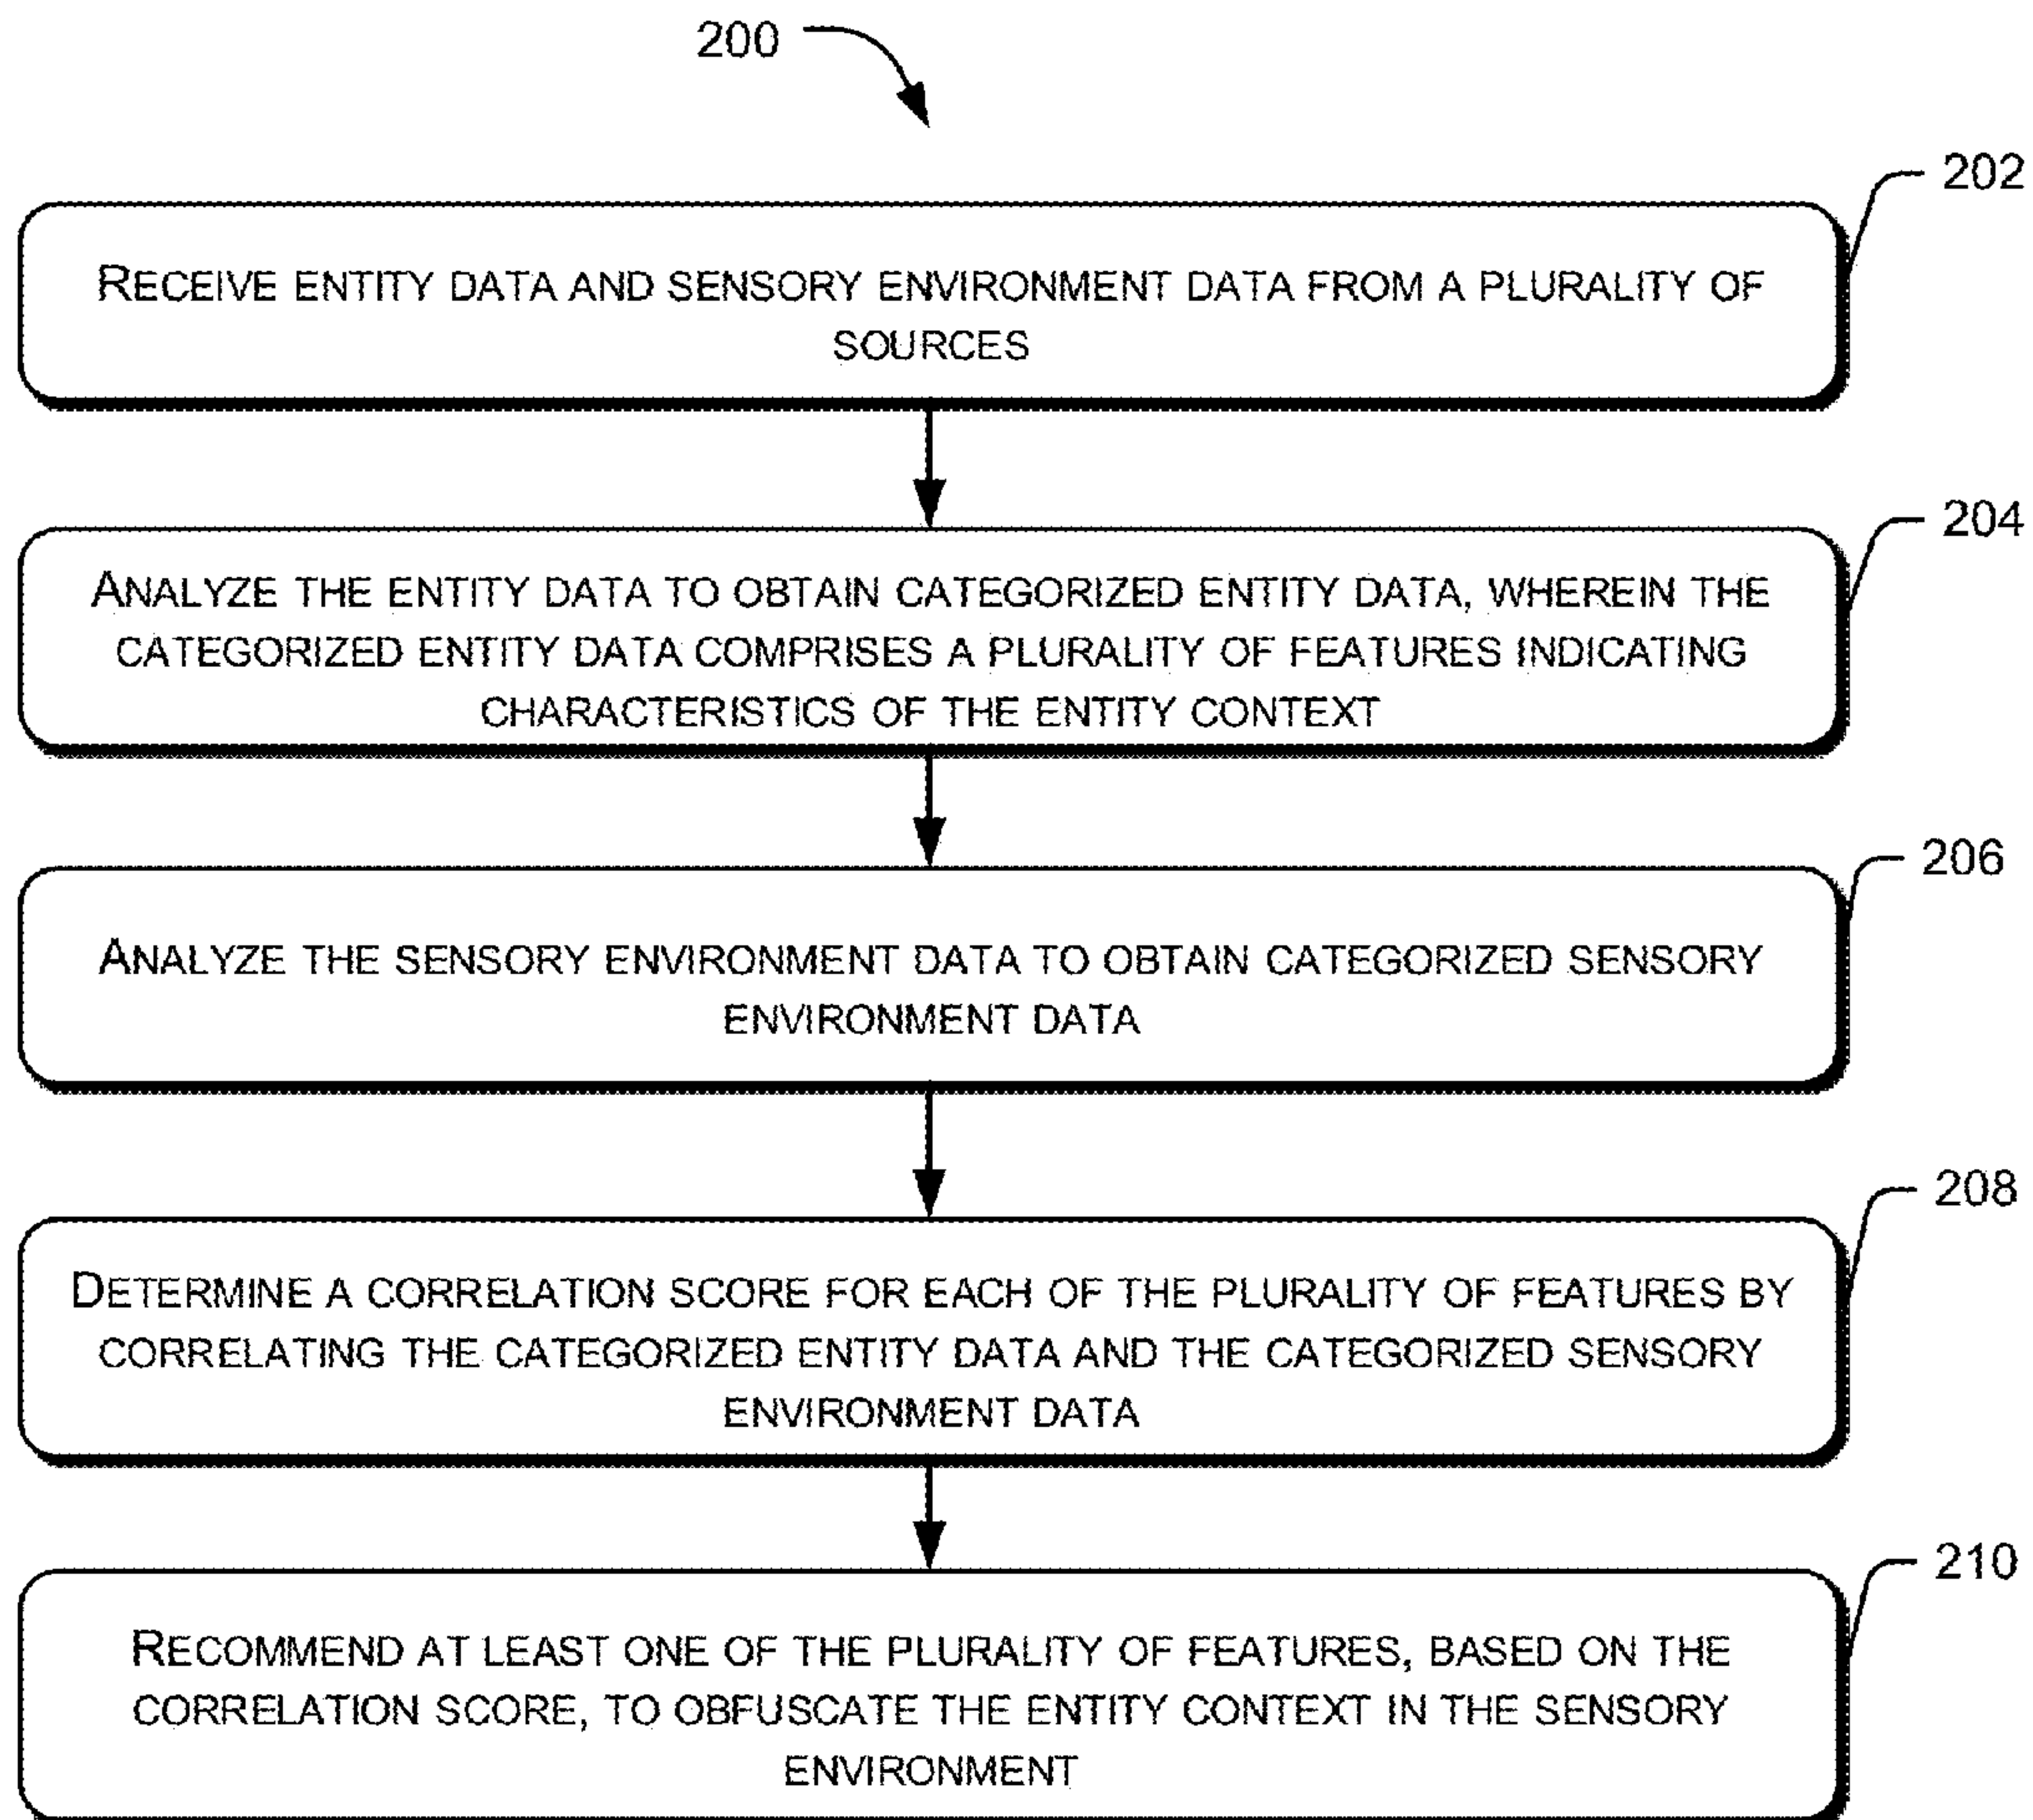 200
202
RECEIVE ENTITY DATA AND SENSORY ENVIRONMENT DATA FROM A PLURALITY OF
SOURCES
204
ANALYZE THE ENTITY DATA TO OBTAIN CATEGORIZED ENTITY DATA, WHEREIN THE
CATEGORIZED ENTITY DATA COMPRISES A PLURALITY OF FEATURES INDICATING
CHARACTERISTICS OF THE ENTITY CONTEXT
206
ANALYZE THE SENSORY ENVIRONMENT DATA TO OBTAIN CATEGORIZED SENSORY
ENVIRONMENT DATA
208
DETERMINE A CORRELATION SCORE FOR EACH OF THE PLURALITY OF FEATURES BY
CORRELATING THE CATEGORIZED ENTITY DATA AND THE CATEGORIZED SENSORY
ENVIRONMENT DATA
210
RECOMMEND AT LEAST ONE OF THE PLURALITY OF FEATURES, BASED ON THE
CORRELATION SCORE, TO OBFUSCATE THE ENTITY CONTEXT IN THE SENSORY
ENVIRONMENT